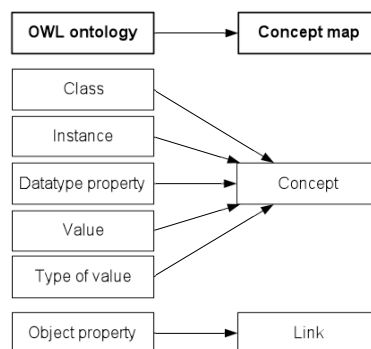 OWL ontology
Concept map
Class
Instance
Datatype property
Concept
Value
Type of value
Object property
Link